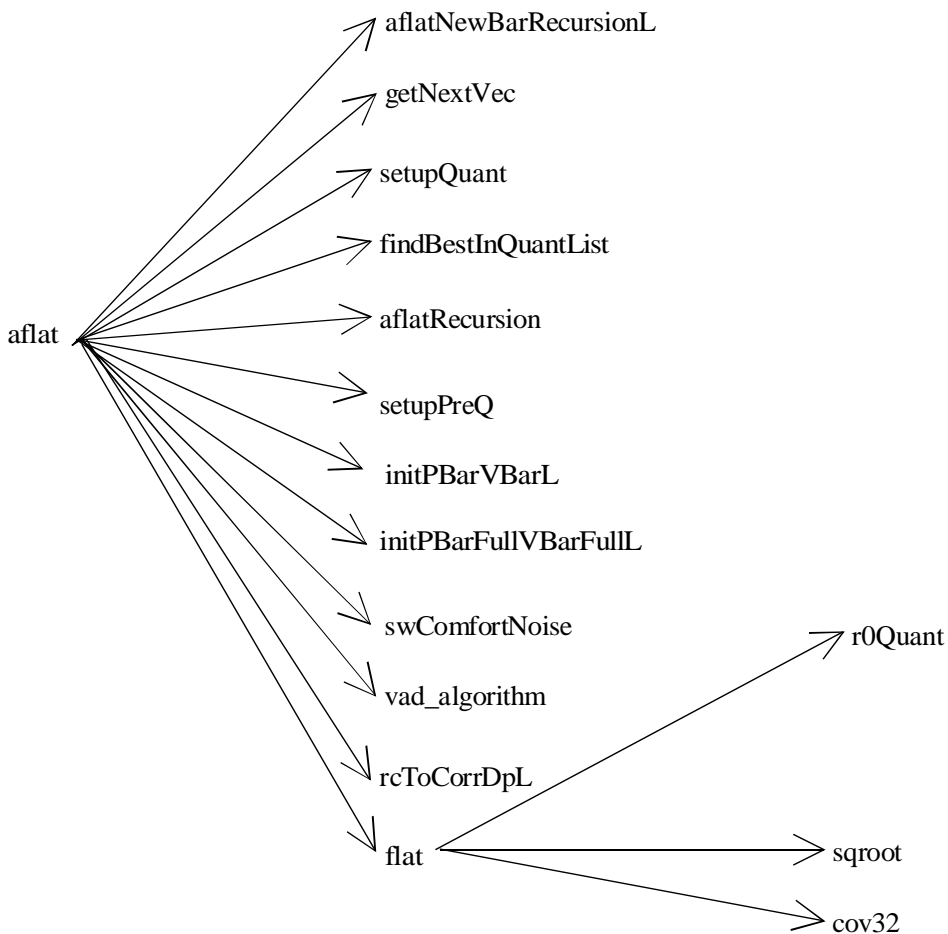 aflatNewBarRecursionL
getNextVec
setupQuant
findBestInQuantList
aflatRecursion
aflat
setupPreQ
initPBarVBarL
initPBarFullVBarFullL
swComfortNoise
r0Quant
vad_algorithm
rcToCorrDpL
flat
sqroot
cov32